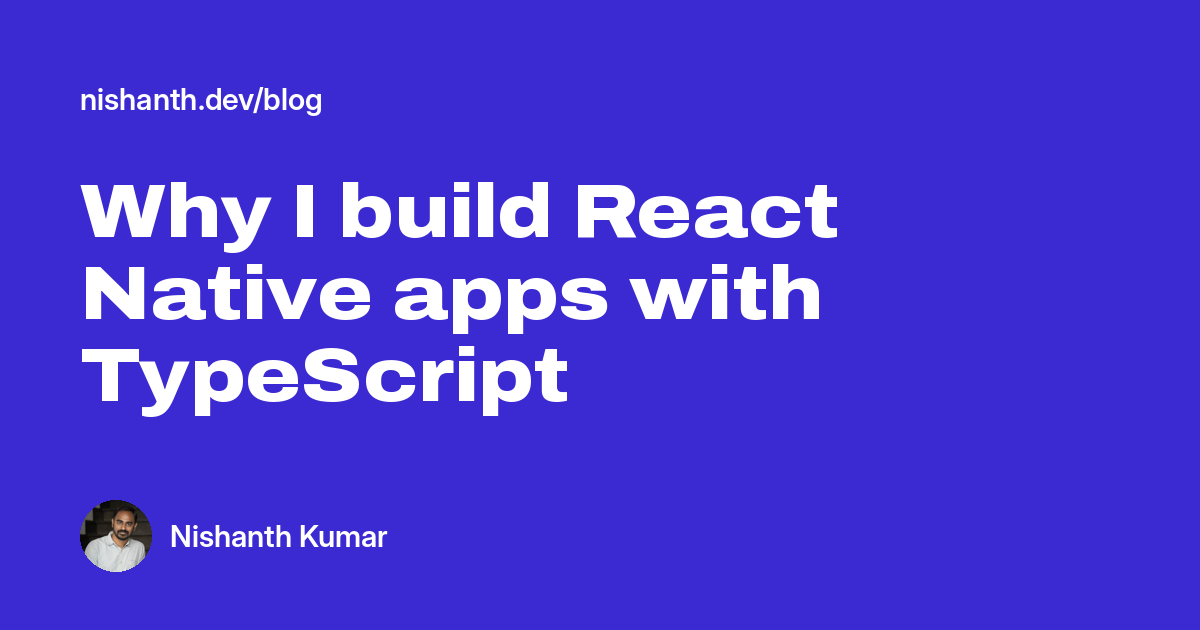 nishanth.dev/blog
Why I build React
Native apps with
TypeScript
Nishanth Kumar